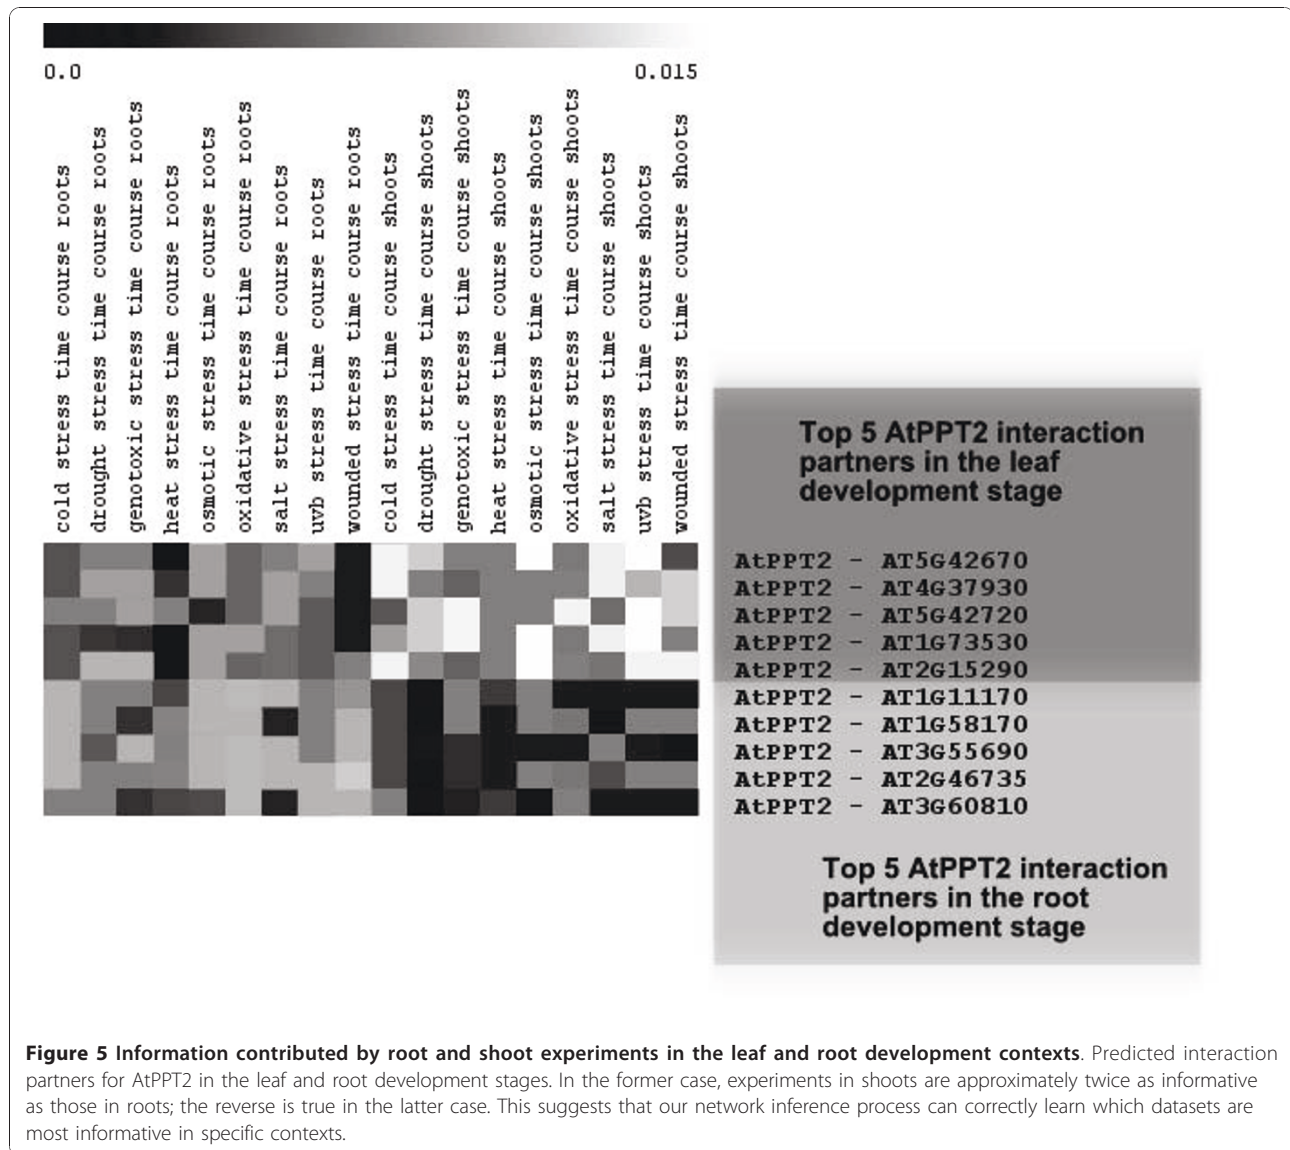 0.0
0.015
cold stress time course roots
drought stress time course roots
genotoxic stress time course roots
heat stress time course roots
osmotic stress time course roots
oxidative stress time course roots
salt stress time course roots
uvb stress time course roots
wounded stress time course roots
cold stress time course shoots
drought stress time course shoots
genotoxic stress time course shoots
heat stress time course shoots
osmotic stress time course shoots
oxidative stress time course shoots
salt stress time course shoots
uvb stress time course shoots
wounded stress time course shoots
Top 5 AtPPT2 interaction
partners in the leaf
development stage
AtPPT2 - AT5G42670
AtPPT2 - AT4G37930
AtPPT2 - AT5G42720
AtPPT2 - AT1G73530
AtPPT2 - AT2G15290
AtPPT2 - AT1G11170
AtPPT2 - AT1G58170
AtPPT2 - AT3G55690
AtPPT2 - AT2G46735
AtPPT2 - AT3G60810
Top 5 AtPPT2 interaction
partners in the root
development stage
Figure 5 Information contributed by root and shoot experiments in the leaf and root development contexts. Predicted interaction
partners for AtPPT2 in the leaf and root development stages. In the former case, experiments in shoots are approximately twice as informative
as those in roots; the reverse is true in the latter case. This suggests that our network inference process can correctly learn which datasets are
most informative in specific contexts.